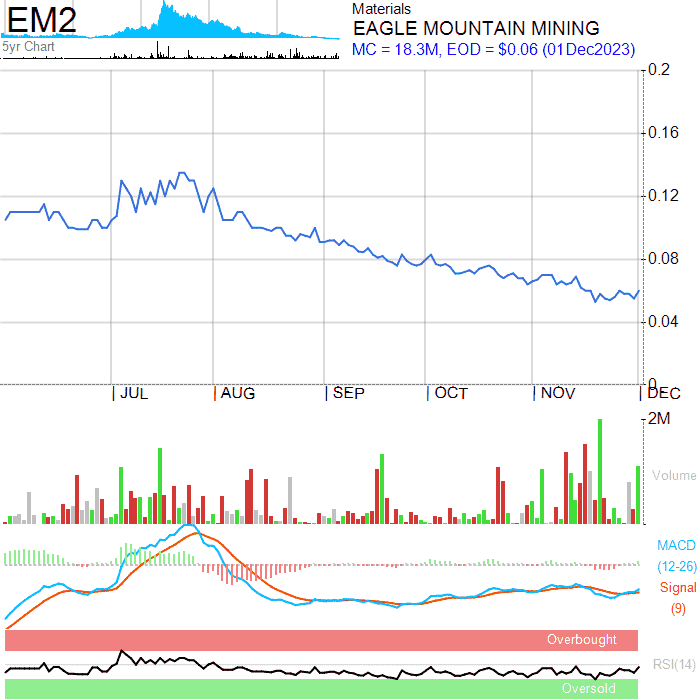 EM2
5yr Chart
Materials
EAGLE MOUNTAIN MINING
MC = 18.3M, EOD = $0.06 (01Dec2023)
0.2
0.16
0.12
0.08
0.04
0
JUL
AUG
SEP
OCT
NOV
DEC
2M
Volume
MACD
(12-26)
Signal
(9)
Overbought
RSI(14)
Oversold